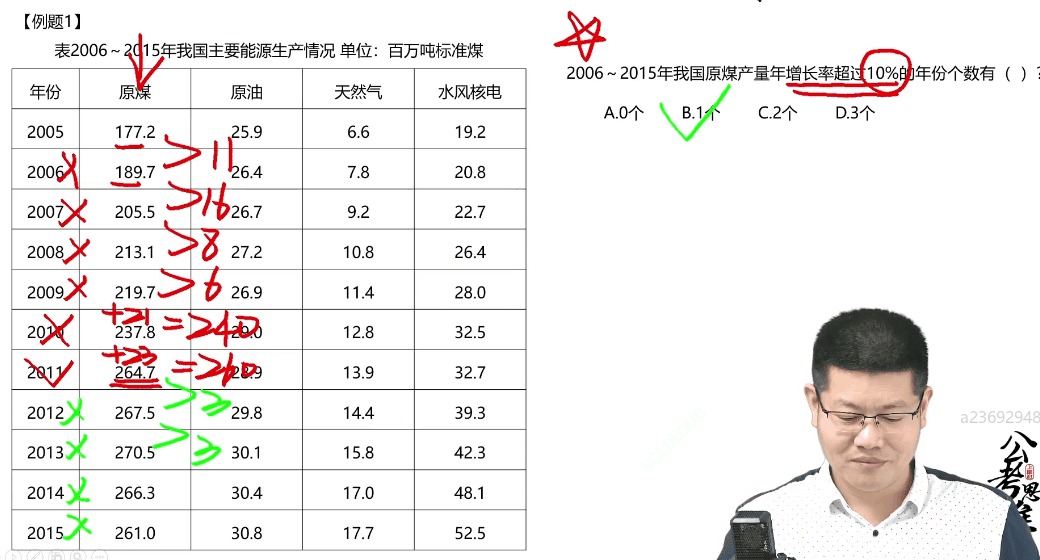 【例题1】
表2006～2015年我国主要能源生产情况 单位：百万吨标准煤
年份 原煤 原油 天然气 水风核电
2005 177.2 25.9 6.6 19.2
>11
2006 189.7 26.4 7.8 20.8
>16
2007 205.5 26.7 9.2 22.7
>8
2008 213.1 27.2 10.8 26.4
>6
2009 219.7 26.9 11.4 28.0
+21 =240
2010 237.8 29.0 12.8 32.5
+23 =260
2011 264.7 28.9 13.9 32.7
>3
2012 267.5 29.8 14.4 39.3
>3
2013 270.5 30.1 15.8 42.3
2014 266.3 30.4 17.0 48.1
2015 261.0 30.8 17.7 52.5
2006～2015年我国原煤产量年增长率超过10%的年份个数有（ ）?
A.0个 B.1个 C.2个 D.3个
a23692948
公考思维